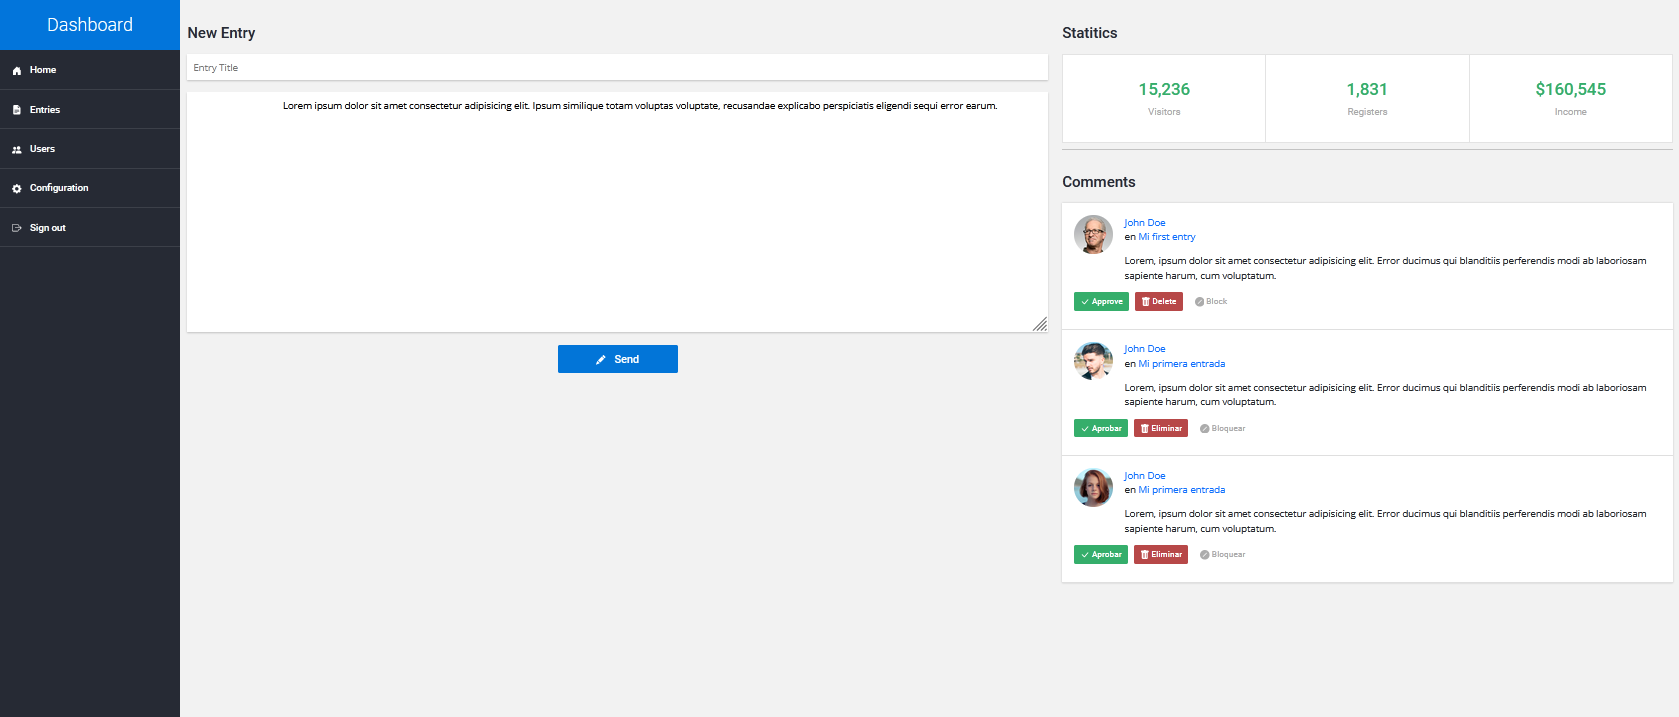 Dashboard
Home
Entries
Users
Configuration
Sign out
New Entry
Entry Title
Lorem ipsum dolor sit amet consectetur adipisicing elit. Ipsum similique totam voluptas voluptate, recusandae explicabo perspiciatis eligendi sequi error earum.
Send
Statitics
15,236
Visitors
1,831
Registers
$160,545
Income
Comments
John Doe
en Mi first entry
Lorem, ipsum dolor sit amet consectetur adipisicing elit. Error ducimus qui blanditiis perferendis modi ab laboriosam
sapiente harum, cum voluptatum.
Approve Delete Block
John Doe
en Mi primera entrada
Lorem, ipsum dolor sit amet consectetur adipisicing elit. Error ducimus qui blanditiis perferendis modi ab laboriosam
sapiente harum, cum voluptatum.
Aprobar Eliminar Bloquear
John Doe
en Mi primera entrada
Lorem, ipsum dolor sit amet consectetur adipisicing elit. Error ducimus qui blanditiis perferendis modi ab laboriosam
sapiente harum, cum voluptatum.
Aprobar Eliminar Bloquear